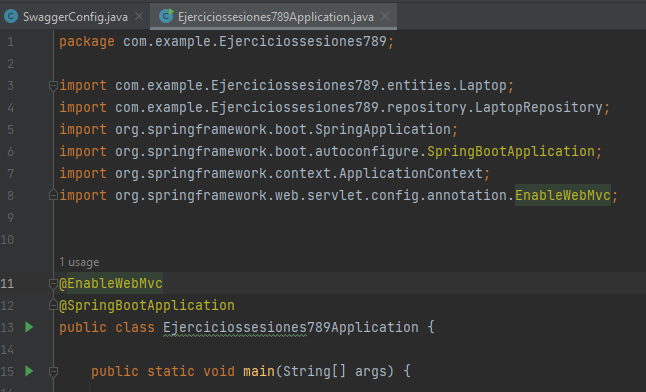 SwaggerConfig.java Ejerciciossesiones789Application.java
1 package com.example.Ejerciciossesiones789;
2
3 import com.example.Ejerciciossesiones789.entities.Laptop;
4 import com.example.Ejerciciossesiones789.repository.LaptopRepository;
5 import org.springframework.boot.SpringApplication;
6 import org.springframework.boot.autoconfigure.SpringBootApplication;
7 import org.springframework.context.ApplicationContext;
8 import org.springframework.web.servlet.config.annotation.EnableWebMvc;
9
10
1 usage
11 @EnableWebMvc
12 @SpringBootApplication
13 public class Ejerciciossesiones789Application {
14
15 public static void main(String[] args) {